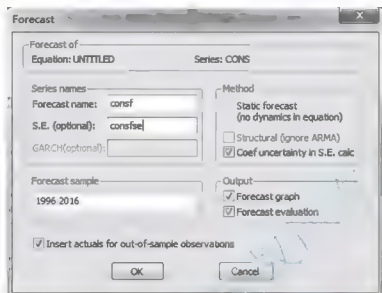 Forecast
Forecast of
Equation: UNTITLED Series: CONS
Series names
Forecast name: consf
S.E. (optional): consfse
GARCH(optional):
Method
Static forecast
(no dynamics in equation)
Structural (ignore ARMA)
Coef uncertainty in S.E. calc
Forecast sample
1996 2016
Output
Forecast graph
Forecast evaluation
Insert actuals for out-of-sample observations
OK
Cancel